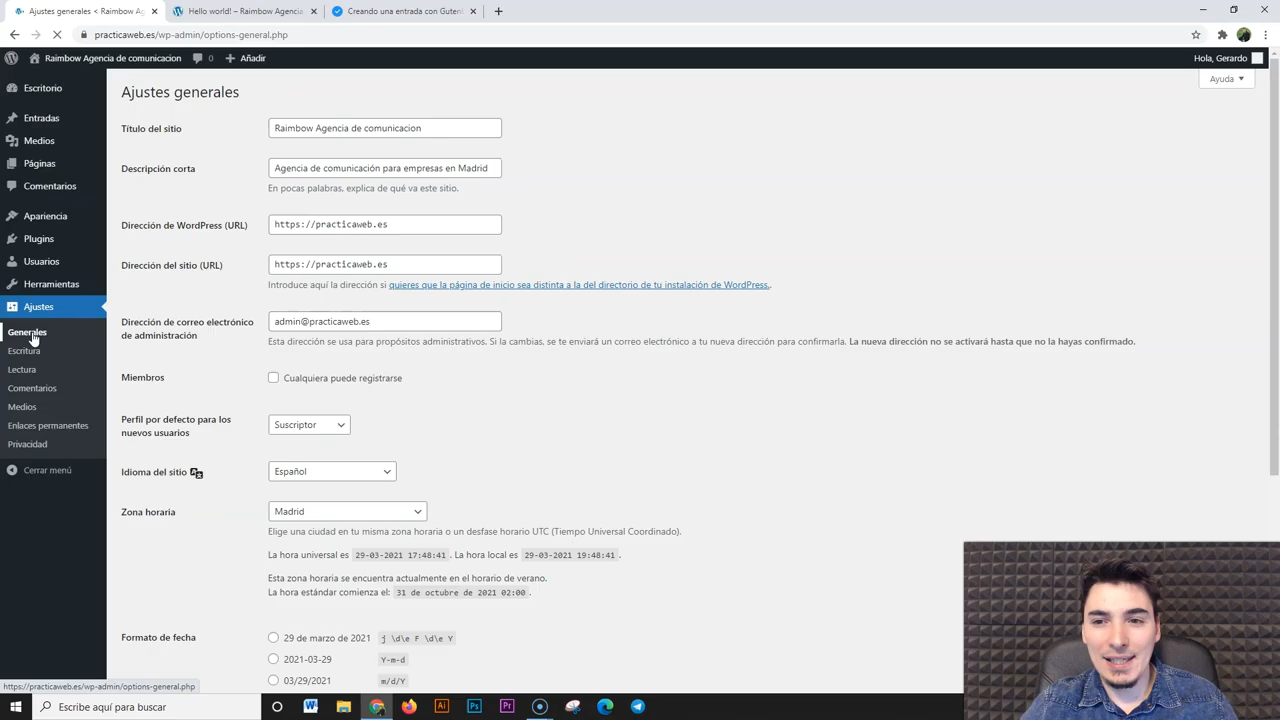 Ajustes generales < Raimbow Ag
Hello world! – Raimbow Agencia
Creando una entrada con Gutenb
practicaweb.es/wp-admin/options-general.php
Raimbow Agencia de comunicacion
0
Añadir
Hola, Gerardo
Escritorio
Entradas
Medios
Páginas
Comentarios
Apariencia
Plugins
Usuarios
Herramientas
Ajustes
Generales
Escritura
Lectura
Comentarios
Medios
Enlaces permanentes
Privacidad
Cerrar menú
Ayuda
Ajustes generales
Título del sitio
Raimbow Agencia de comunicacion
Descripción corta
Agencia de comunicación para empresas en Madrid
En pocas palabras, explica de qué va este sitio.
Dirección de WordPress (URL)
https://practicaweb.es
Dirección del sitio (URL)
https://practicaweb.es
Introduce aquí la dirección si quieres que la página de inicio sea distinta a la del directorio de tu instalación de WordPress..
Dirección de correo electrónico
de administración
admin@practicaweb.es
Esta dirección se usa para propósitos administrativos. Si la cambias, se te enviará un correo electrónico a tu nueva dirección para confirmarla. La nueva dirección no se activará hasta que no la hayas confirmado.
Miembros
Cualquiera puede registrarse
Perfil por defecto para los
nuevos usuarios
Suscriptor
Idioma del sitio
Español
Zona horaria
Madrid
Elige una ciudad en tu misma zona horaria o un desfase horario UTC (Tiempo Universal Coordinado).
La hora universal es 29-03-2021 17:48:41 . La hora local es 29-03-2021 19:48:41 .
Esta zona horaria se encuentra actualmente en el horario de verano.
La hora estándar comienza el: 31 de octubre de 2021 02:00 .
Formato de fecha
29 de marzo de 2021 j \d\e F \d\e Y
2021-03-29 Y-m-d
03/29/2021 m/d/Y
https://practicaweb.es/wp-admin/options-general.php
Escribe aquí para buscar
W
Ai
Ps
Pr